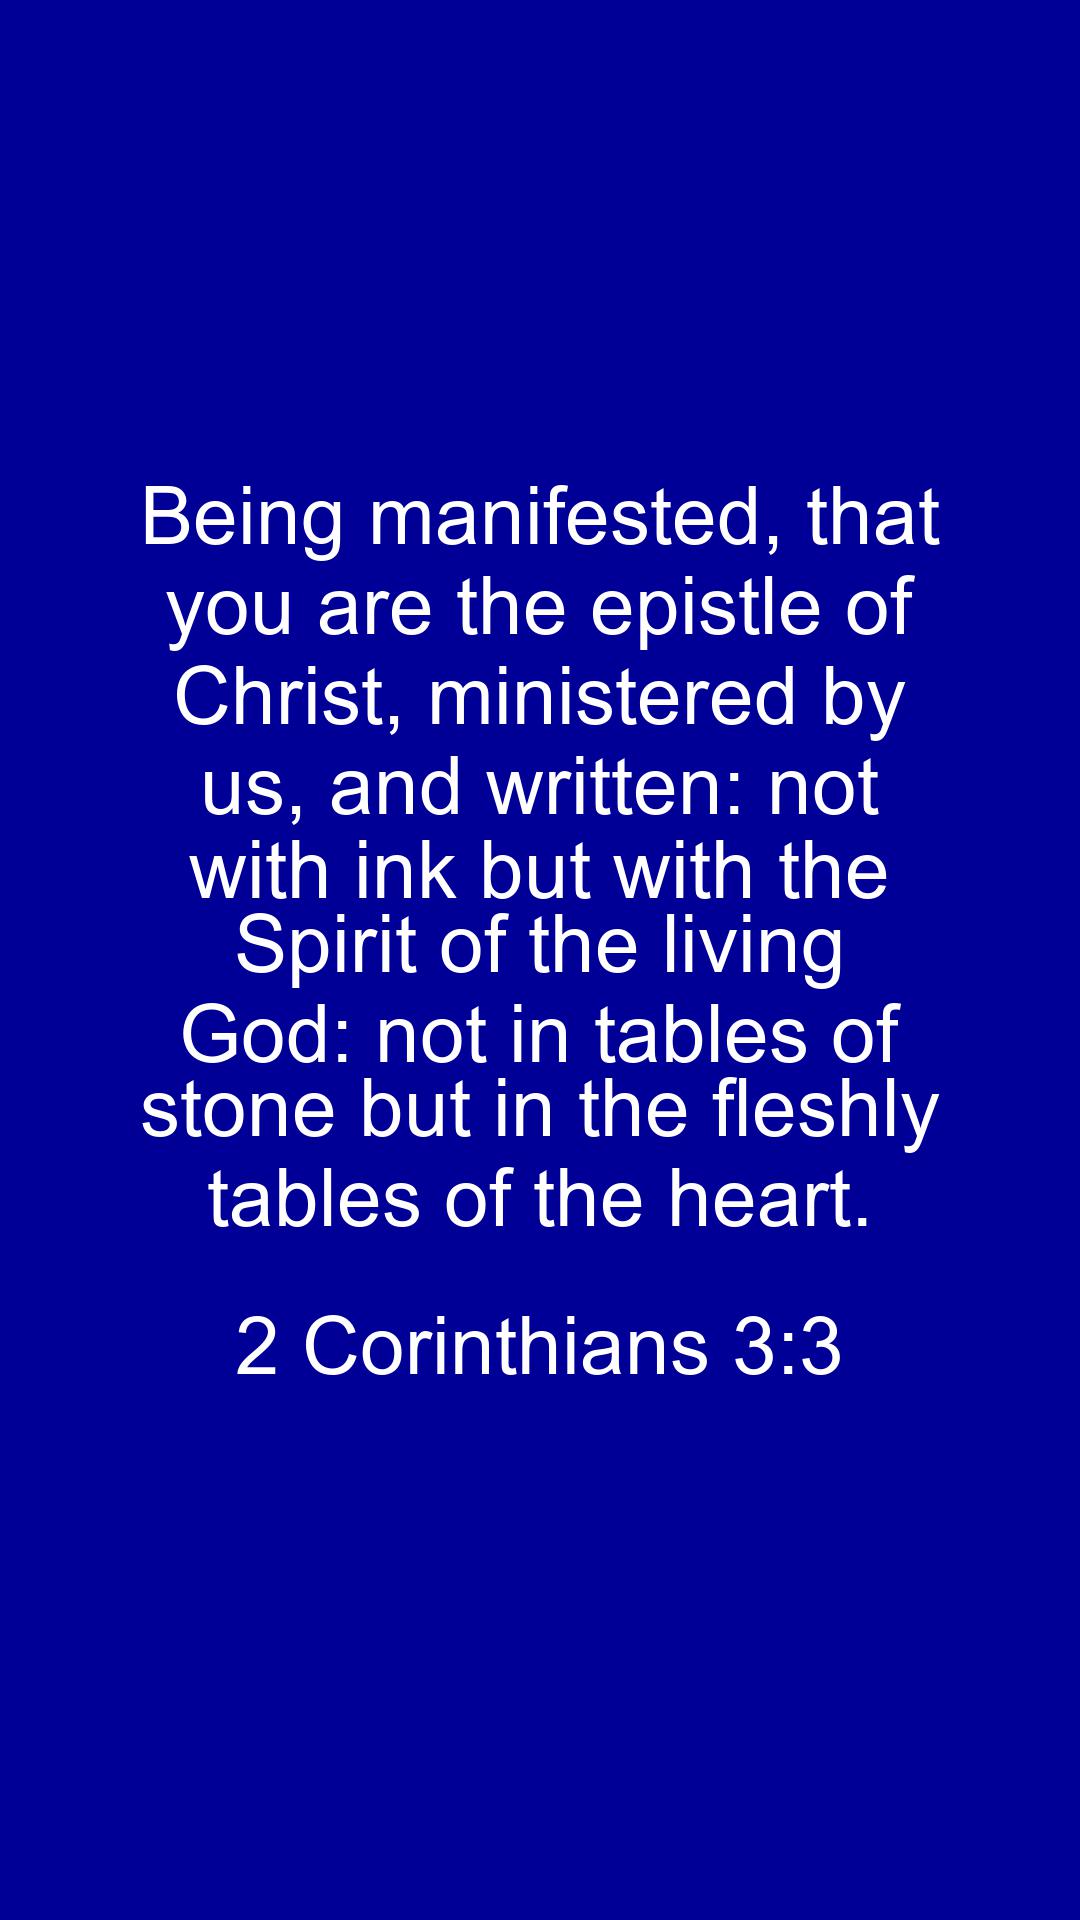 Being manifested, that
you are the epistle of
Christ, ministered by
us, and written: not
with ink but with the
Spirit of the living
God: not in tables of
stone but in the fleshly
tables of the heart.
2 Corinthians 3:3